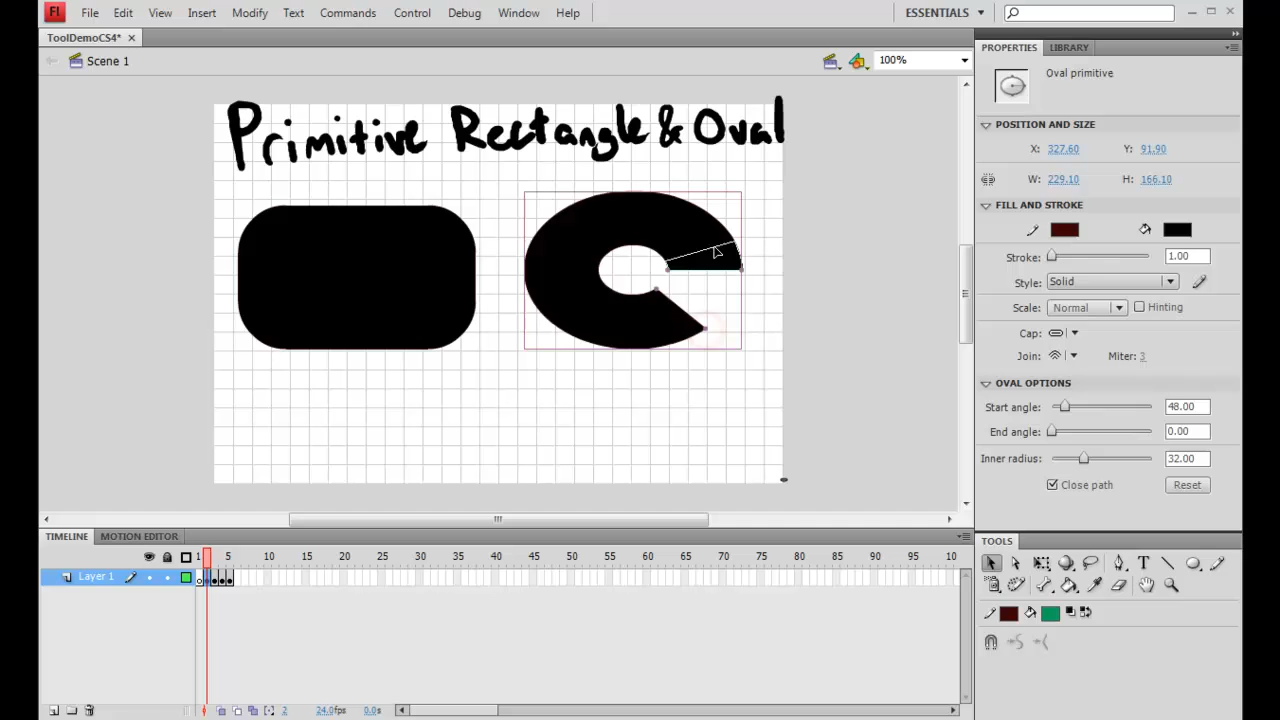 Fl File Edit View Insert Modify Text Commands Control Debug Window Help ESSENTIALS
ToolDemoCS4*
Scene 1 100%
Primitive Rectangle & Oval
PROPERTIES LIBRARY
Oval primitive
POSITION AND SIZE
X: 327.60 Y: 91.90
W: 229.10 H: 166.10
FILL AND STROKE
Stroke: 1.00
Style: Solid
Scale: Normal Hinting
Cap:
Join: Miter: 3
OVAL OPTIONS
Start angle: 48.00
End angle: 0.00
Inner radius: 32.00
Close path Reset
TIMELINE MOTION EDITOR
1 5 10 15 20 25 30 35 40 45 50 55 60 65 70 75 80 85 90 95 10
Layer 1
2 24.0fps 0.0s
TOOLS
T